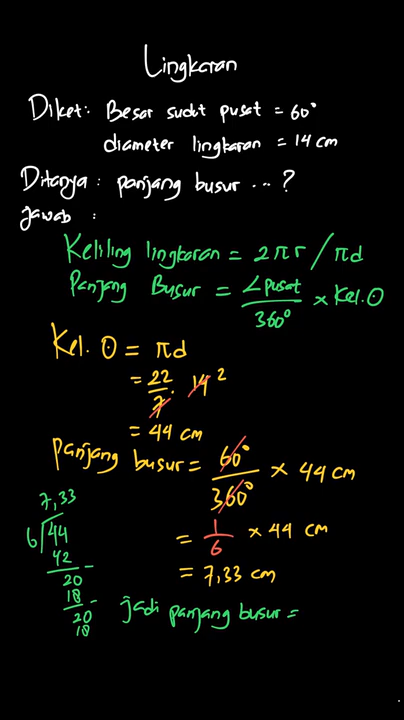 Lingkaran
Diket: Besar sudut pusat = 60°
diameter lingkaran = 14 cm
Ditanya: panjang busur ... ?
Jawab :
Keliling lingkaran = 2πr / πd
Panjang Busur = ∠pusat / 360° × Kel. O
Kel. O = πd
= 22/7 · 14 2
= 44 cm
panjang busur = 60°/360° × 44 cm
= 1/6 × 44 cm
= 7,33 cm
7,33
6 44
42 -
20
18 -
20
18
jadi panjang busur =